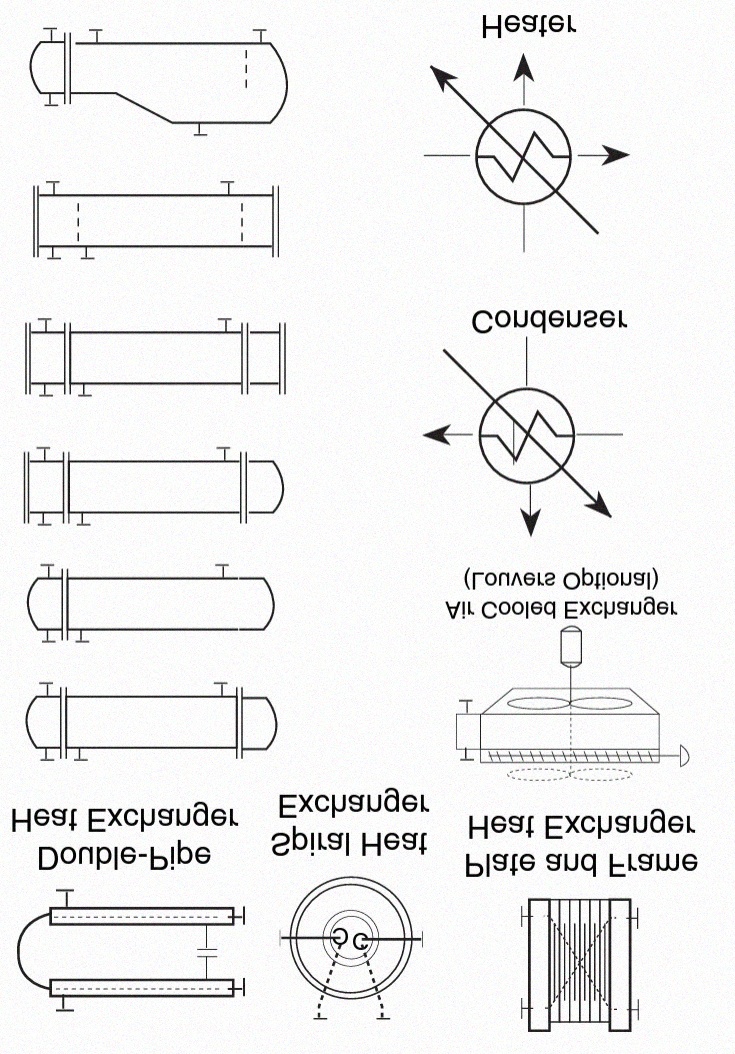 Double-Pipe
Heat Exchanger
Spiral Heat
Exchanger
Plate and Frame
Heat Exchanger
Air Cooled Exchanger
(Louvers Optional)
Condenser
Heater